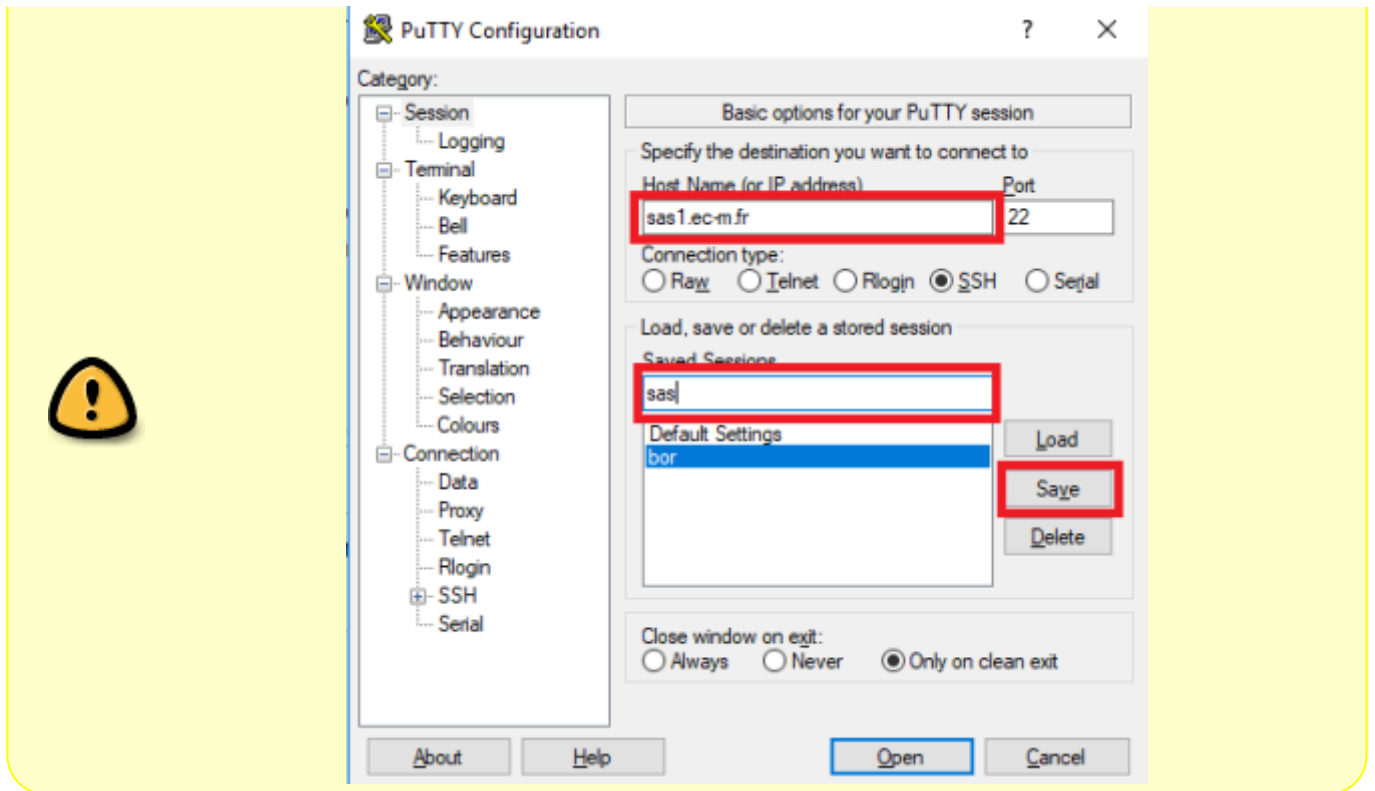 PuTTY Configuration
?
Category:
Session
Logging
Terminal
Keyboard
Bell
Features
Window
Appearance
Behaviour
Translation
Selection
Colours
Connection
Data
Proxy
Telnet
Rlogin
SSH
Serial
Basic options for your PuTTY session
Specify the destination you want to connect to
Host Name (or IP address) Port
sas1.ec-m.fr 22
Connection type:
Raw Telnet Rlogin SSH Serial
Load, save or delete a stored session
Saved Sessions
sas
Default Settings
bor
Load
Save
Delete
Close window on exit:
Always Never Only on clean exit
About Help Open Cancel